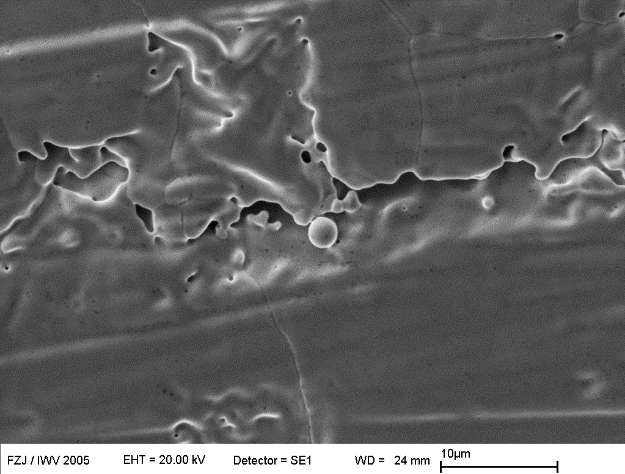 10µm
FZJ / IWV 2005 EHT = 20.00 kV Detector = SE1 WD = 24 mm